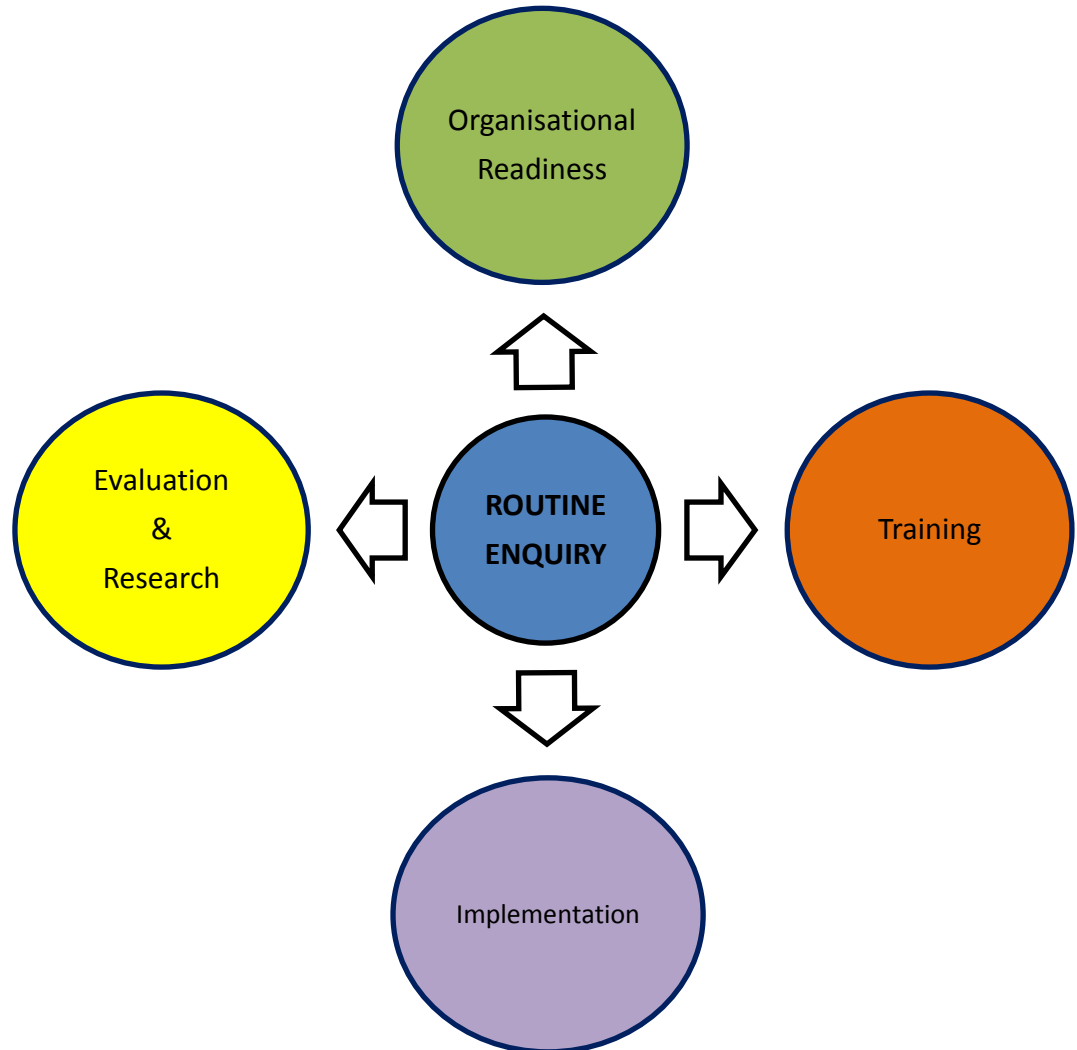 Organisational
Readiness
Evaluation
&
Research
ROUTINE
ENQUIRY
Training
Implementation